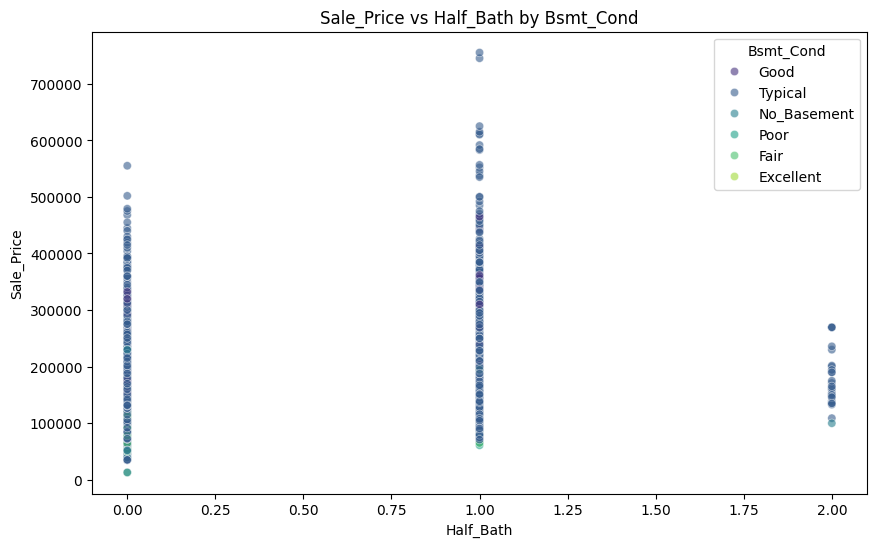 Sale_Price vs Half_Bath by Bsmt_Cond
Bsmt_Cond
Good
Typical
No_Basement
Poor
Fair
Excellent
Sale_Price
700000
600000
500000
400000
300000
200000
100000
0
0.00 0.25 0.50 0.75 1.00 1.25 1.50 1.75 2.00
Half_Bath